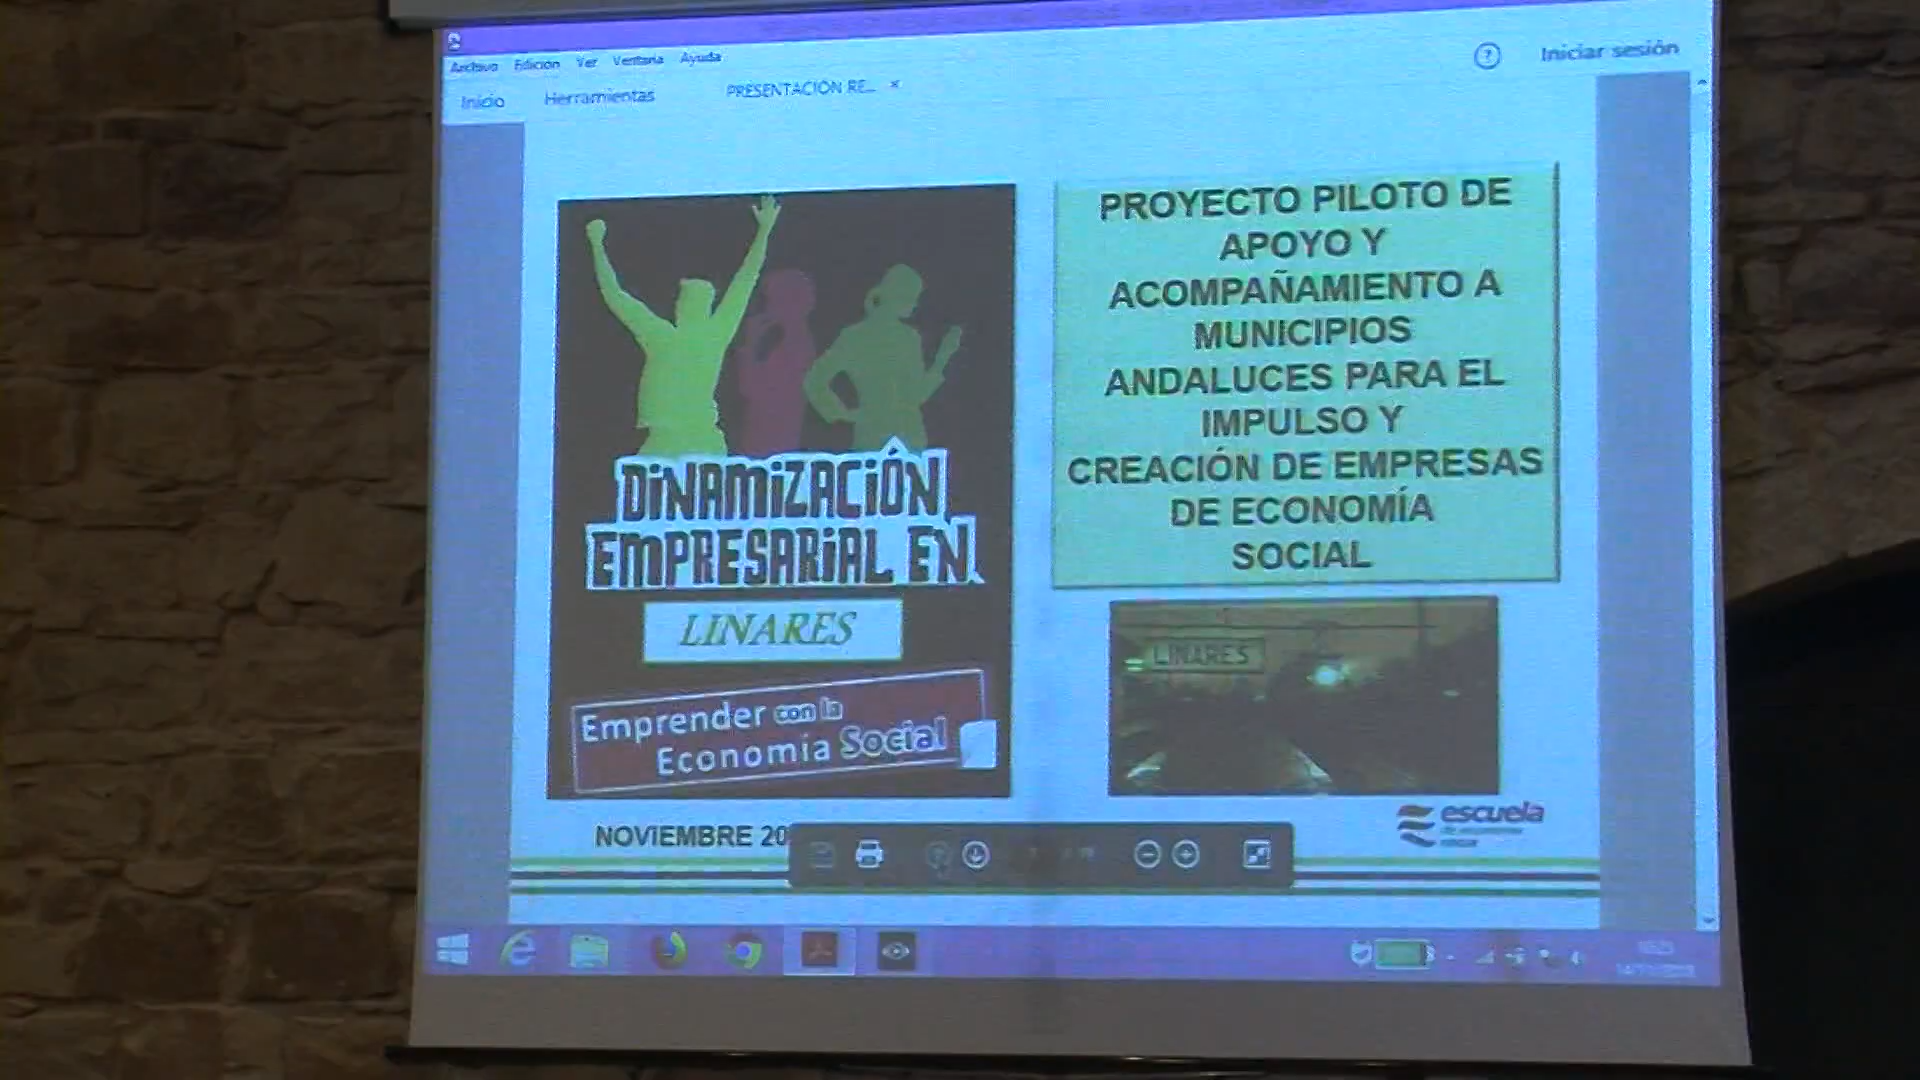 Archivo Edición Ver Ventana Ayuda
Inicio Herramientas PRESENTACIÓN RE... × ? Iniciar sesión
DINAMIZACIÓN
EMPRESARIAL EN
LINARES
Emprender con la
Economía Social
PROYECTO PILOTO DE
APOYO Y
ACOMPAÑAMIENTO A
MUNICIPIOS
ANDALUCES PARA EL
IMPULSO Y
CREACIÓN DE EMPRESAS
DE ECONOMÍA
SOCIAL
LINARES
NOVIEMBRE 20
escuela